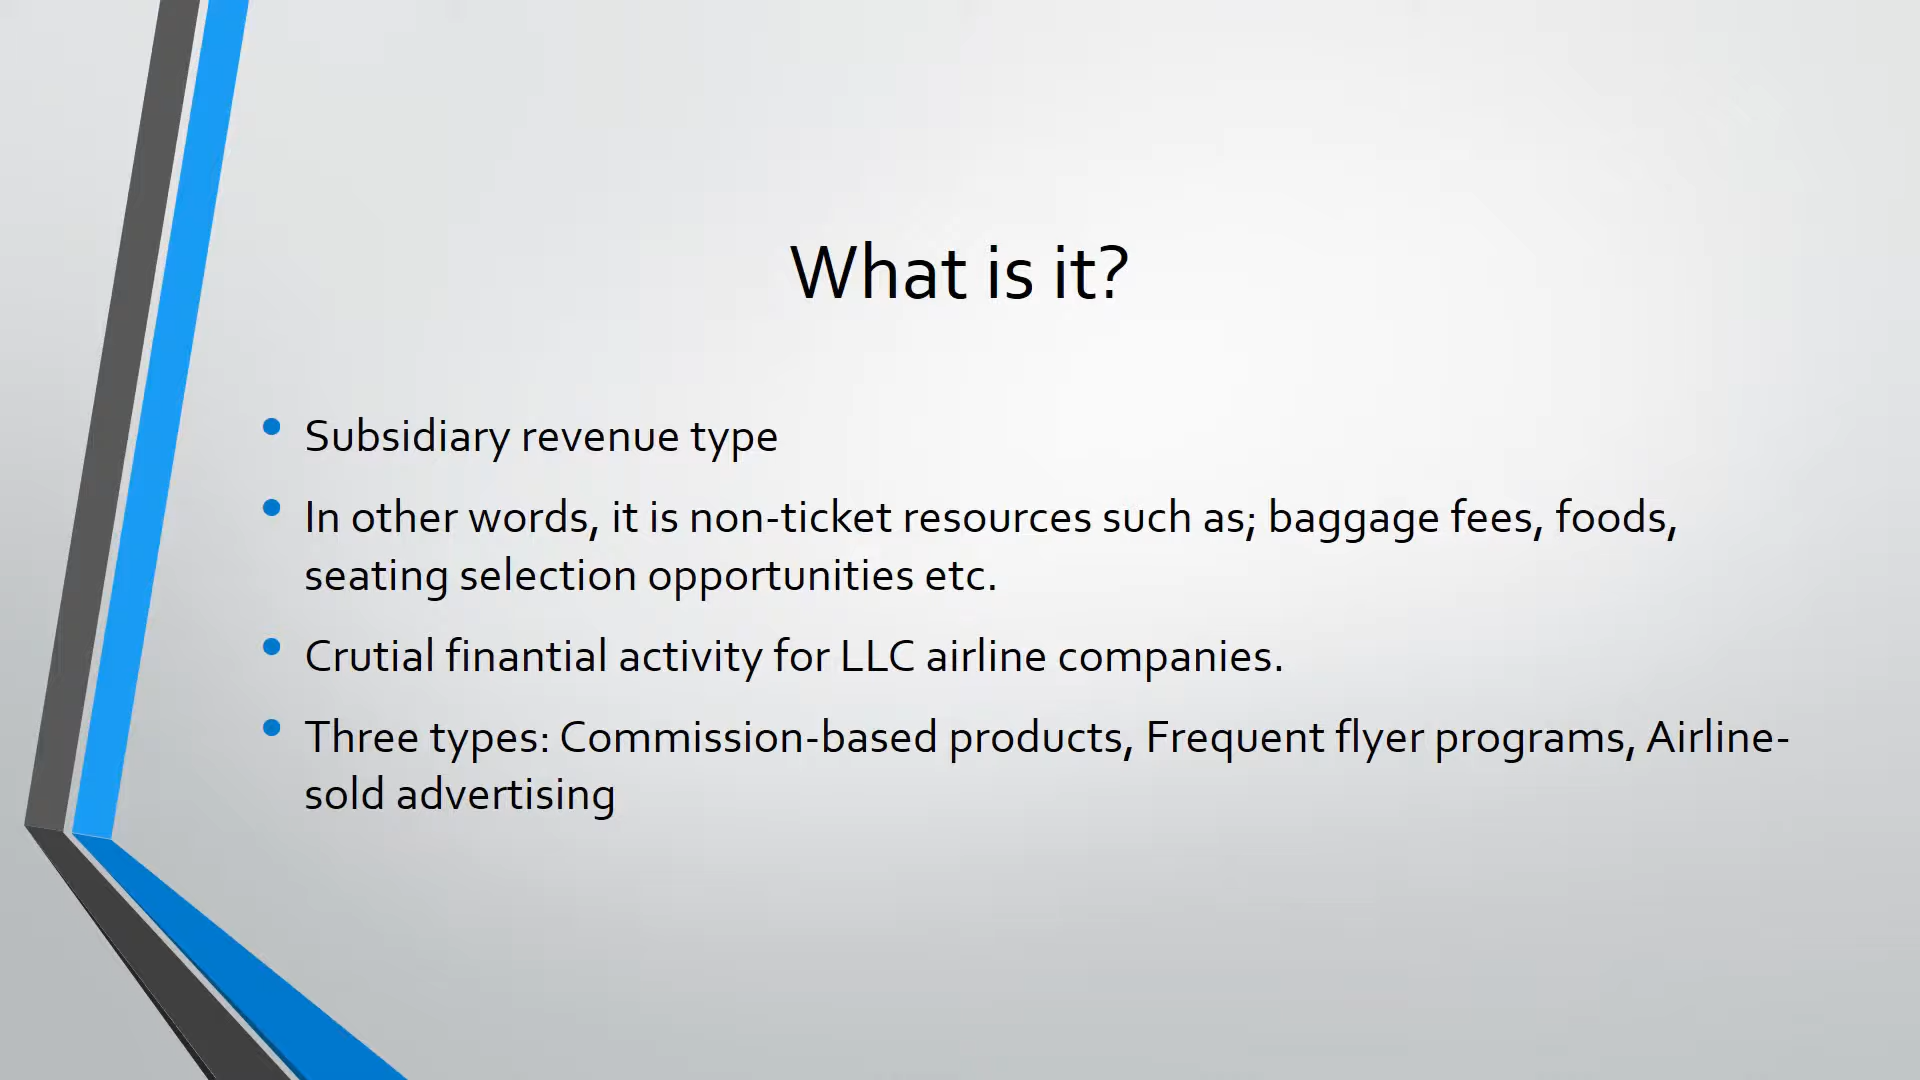 What is it?
Subsidiary revenue type
In other words, it is non-ticket resources such as; baggage fees, foods,
seating selection opportunities etc.
Crutial finantial activity for LLC airline companies.
Three types: Commission-based products, Frequent flyer programs, Airline-
sold advertising